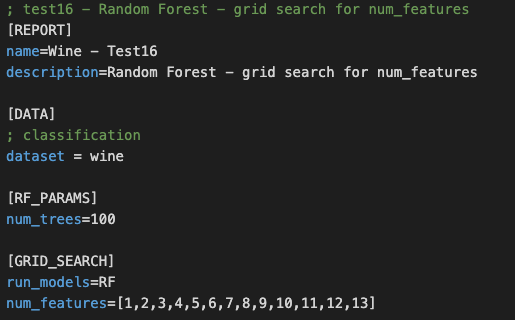 ; test16 – Random Forest – grid search for num_features
[REPORT]
name=Wine – Test16
description=Random Forest – grid search for num_features
[DATA]
; classification
dataset = wine
[RF_PARAMS]
num_trees=100
[GRID_SEARCH]
run_models=RF
num_features=[1,2,3,4,5,6,7,8,9,10,11,12,13]